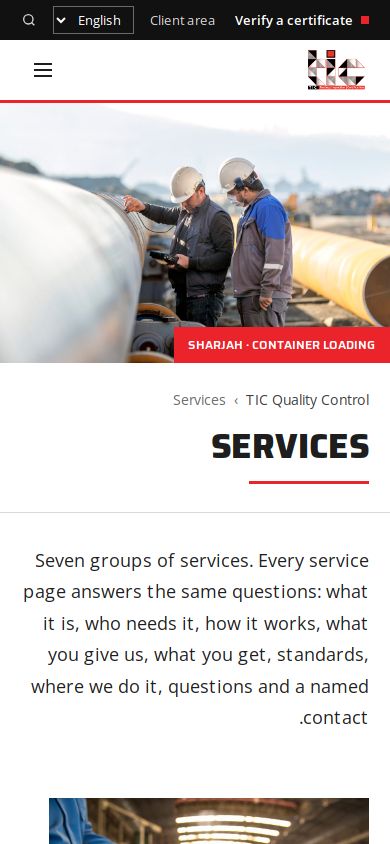 Verify a certificate
Client area
English
tic
TIC
SHARJAH · CONTAINER LOADING
TIC Quality Control › Services
SERVICES
Seven groups of services. Every service
page answers the same questions: what
it is, who needs it, how it works, what
you give us, what you get, standards,
where we do it, questions and a named
.contact